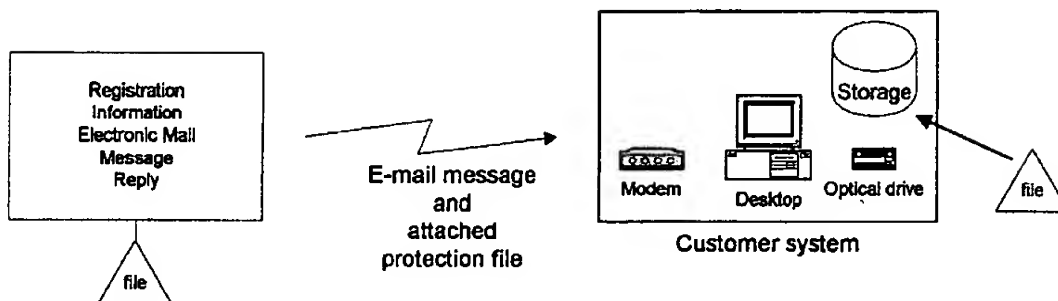 Registration
Information
Electronic Mail
Message
Reply
file
E-mail message
and
attached
protection file
Storage
Modem
Desktop
Optical drive
Customer system
file